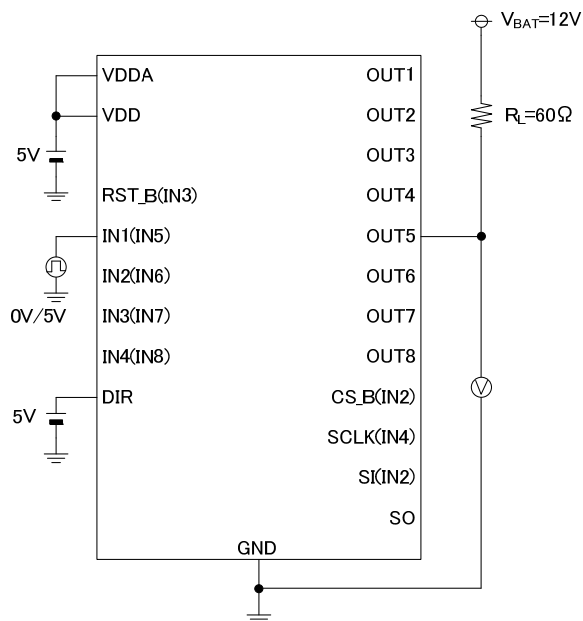 VBAT=12V
VDDA
OUT1
VDD
OUT2
RL=60Ω
5V
OUT3
RST_B(IN3)
OUT4
IN1(IN5)
OUT5
IN2(IN6)
OUT6
0V/5V
IN3(IN7)
OUT7
IN4(IN8)
OUT8
DIR
CS_B(IN2)
V
5V
SCLK(IN4)
SI(IN2)
SO
GND